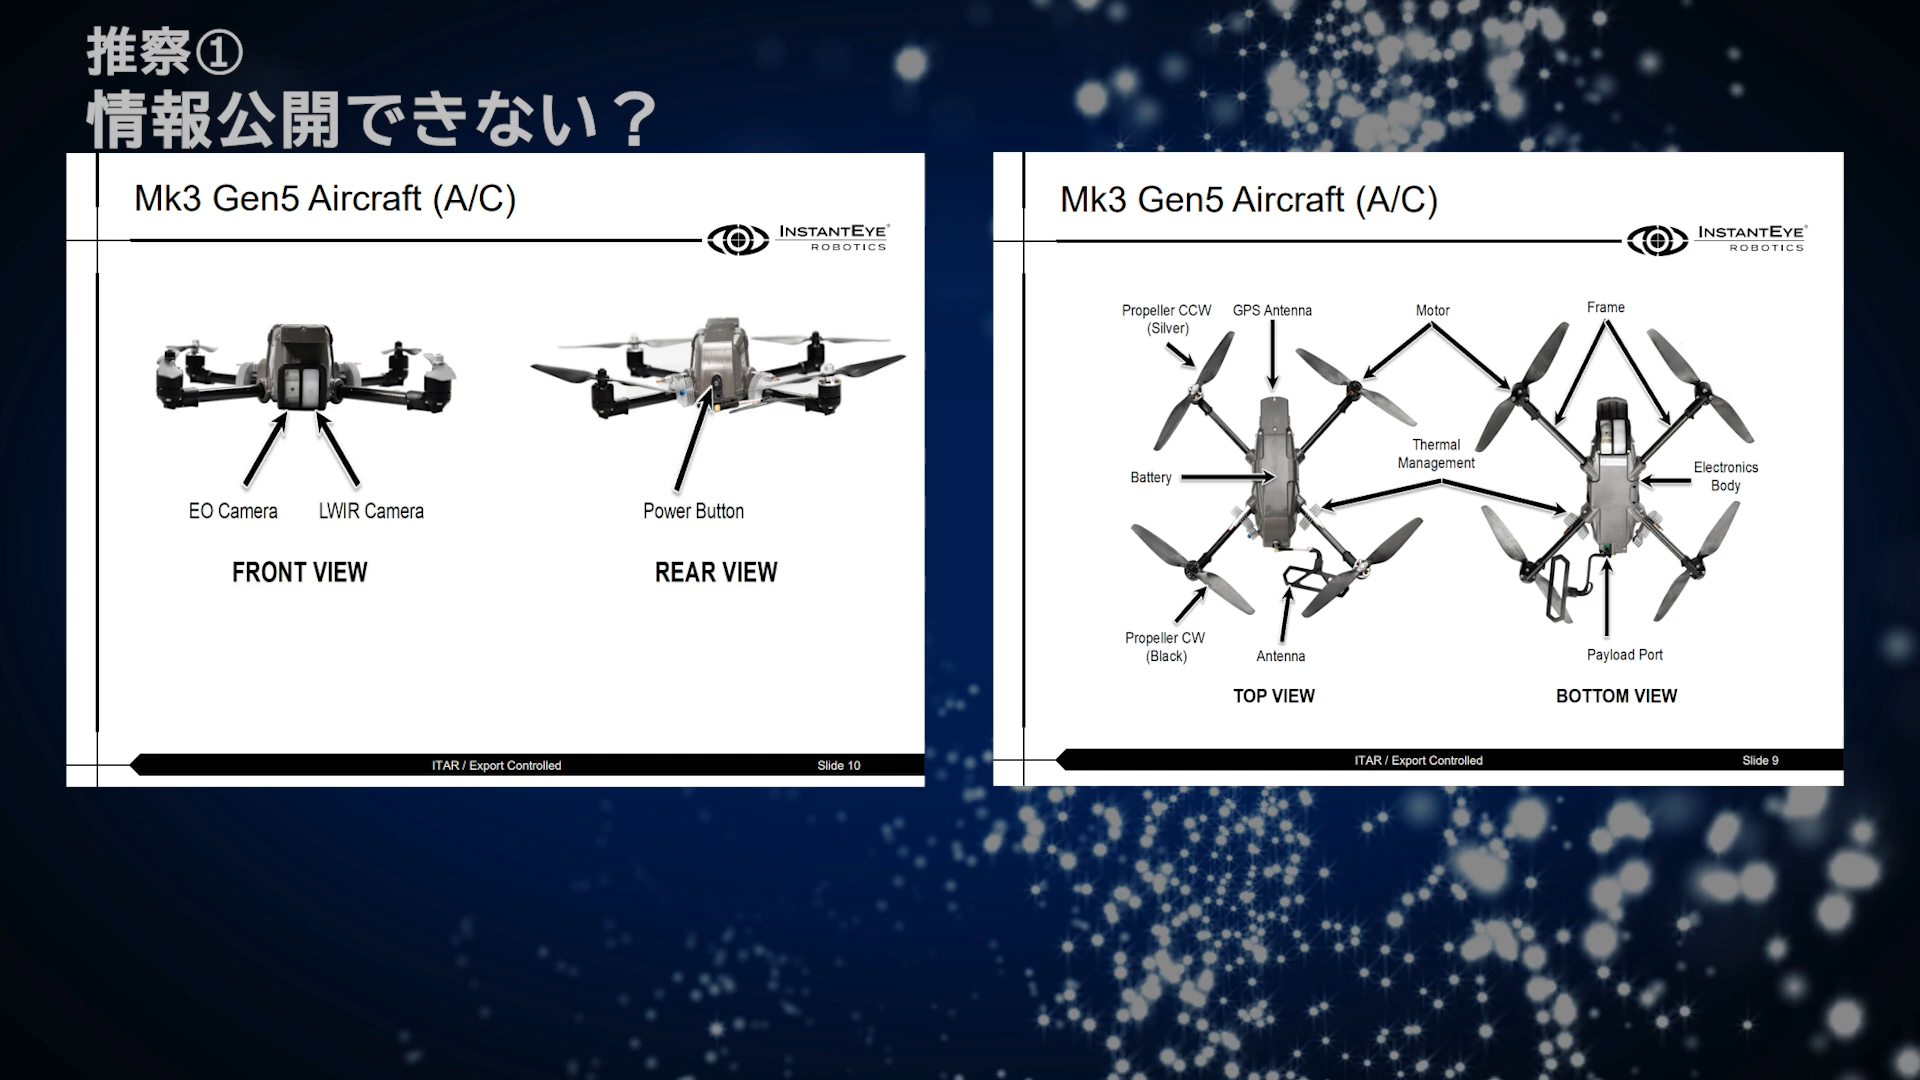 推察①
情報公開できない？
Mk3 Gen5 Aircraft (A/C)
INSTANTEYE®
ROBOTICS
EO Camera
LWIR Camera
Power Button
FRONT VIEW
REAR VIEW
ITAR / Export Controlled
Slide 10
Mk3 Gen5 Aircraft (A/C)
INSTANTEYE®
ROBOTICS
Propeller CCW
(Silver)
GPS Antenna
Motor
Frame
Thermal
Management
Battery
Electronics
Body
Propeller CW
(Black)
Antenna
Payload Port
TOP VIEW
BOTTOM VIEW
ITAR / Export Controlled
Slide 9